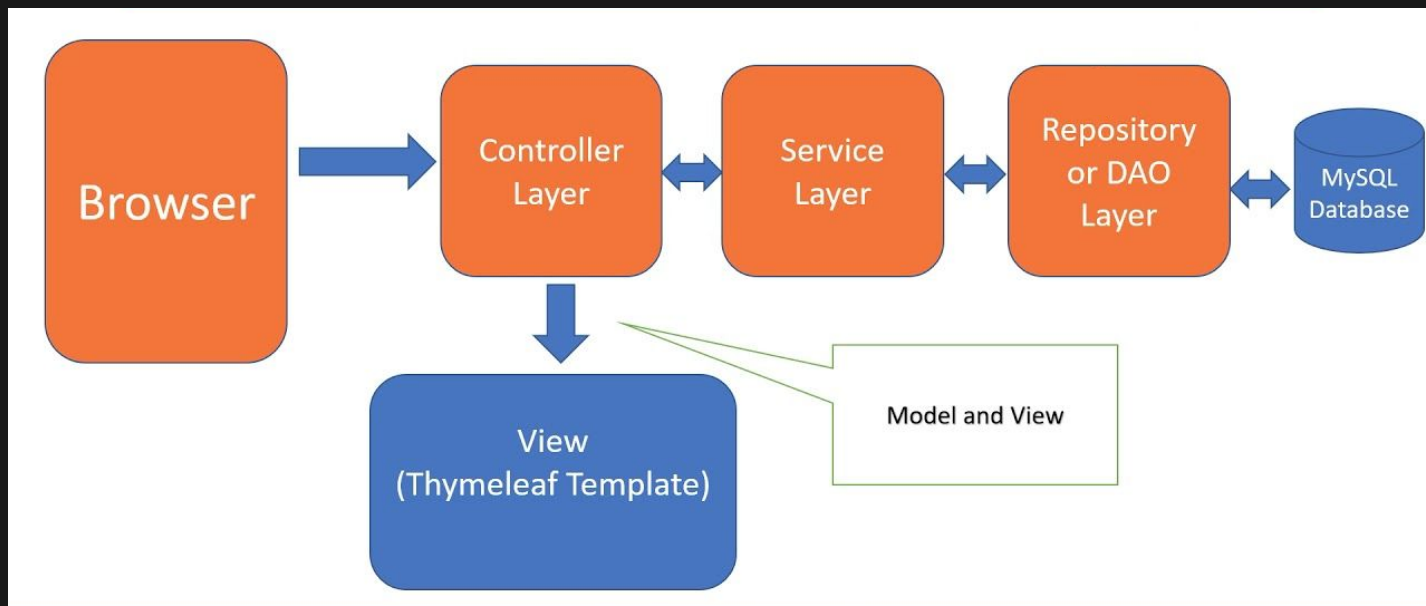 Browser
Controller
Layer
Service
Layer
Repository
or DAO
Layer
MySQL
Database
View
(Thymeleaf Template)
Model and View